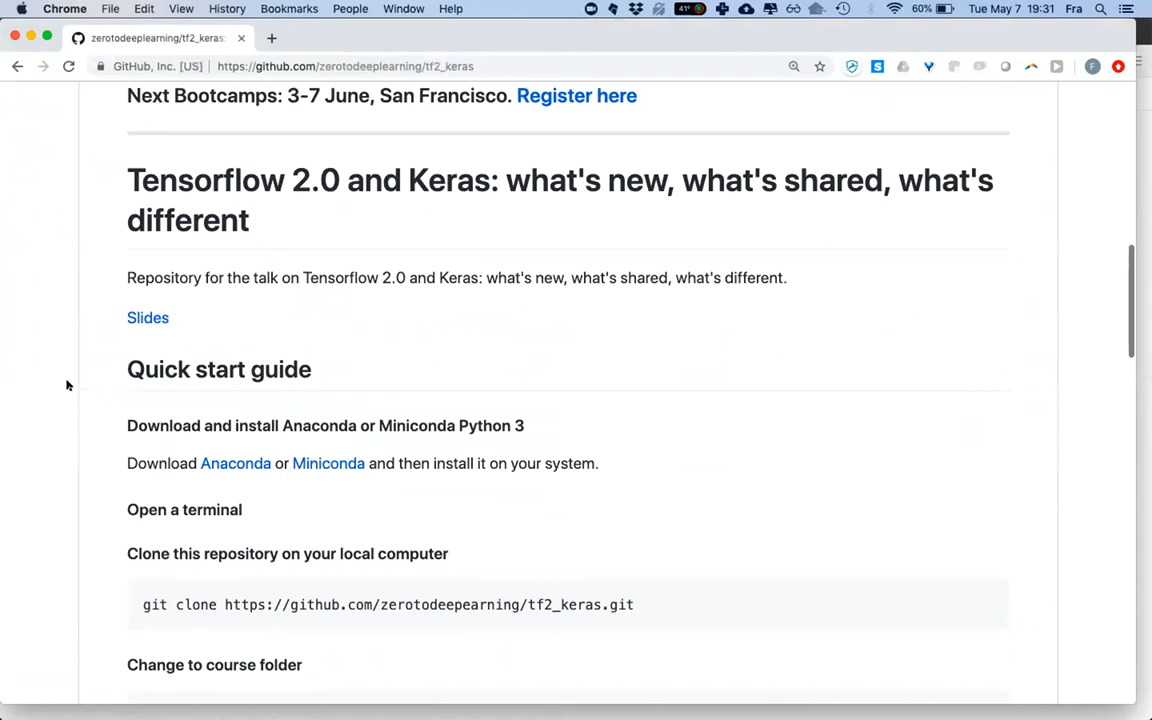 Chrome File Edit View History Bookmarks People Window Help 41° 60% Tue May 7 19:31 Fra
zerotodeeplearning/tf2_keras:
GitHub, Inc. [US] https://github.com/zerotodeeplearning/tf2_keras
Next Bootcamps: 3-7 June, San Francisco. Register here
Tensorflow 2.0 and Keras: what's new, what's shared, what's
different
Repository for the talk on Tensorflow 2.0 and Keras: what's new, what's shared, what's different.
Slides
Quick start guide
Download and install Anaconda or Miniconda Python 3
Download Anaconda or Miniconda and then install it on your system.
Open a terminal
Clone this repository on your local computer
git clone https://github.com/zerotodeepearning/tf2_keras.git
Change to course folder